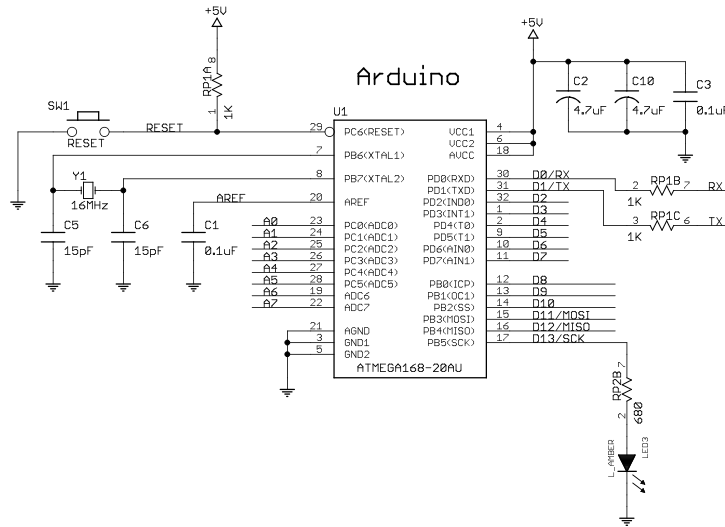 +5V
+5V
Arduino
8
RP1A
1
1K
SW1
RESET
RESET
C2
4.7uF
C10
4.7uF
C3
0.1uF
U1
29 PC6(RESET) VCC1 4
VCC2 6
7 PB6(XTAL1) AVCC 18
8 PB7(XTAL2) PD0(RXD) 30 D0/RX
PD1(TXD) 31 D1/TX
AREF 20 AREF PD2(IND0) 32 D2
PD3(INT1) 1 D3
A0 23 PC0(ADC0) PD4(T0) 2 D4
A1 24 PC1(ADC1) PD5(T1) 9 D5
A2 25 PC2(ADC2) PD6(AIN0) 10 D6
A3 26 PC3(ADC3) PD7(AIN1) 11 D7
A4 27 PC4(ADC4)
A5 28 PC5(ADC5) PB0(ICP) 12 D8
A6 19 ADC6 PB1(OC1) 13 D9
A7 22 ADC7 PB2(SS) 14 D10
PB3(MOSI) 15 D11/MOSI
21 AGND PB4(MISO) 16 D12/MISO
3 GND1 PB5(SCK) 17 D13/SCK
5 GND2
ATMEGA168-20AU
Y1
16MHz
C5
15pF
C6
15pF
C1
0.1uF
2 RP1B 7 RX
1K
3 RP1C 6 TX
1K
7
RP2B
2
680
L_AMBER
LED3